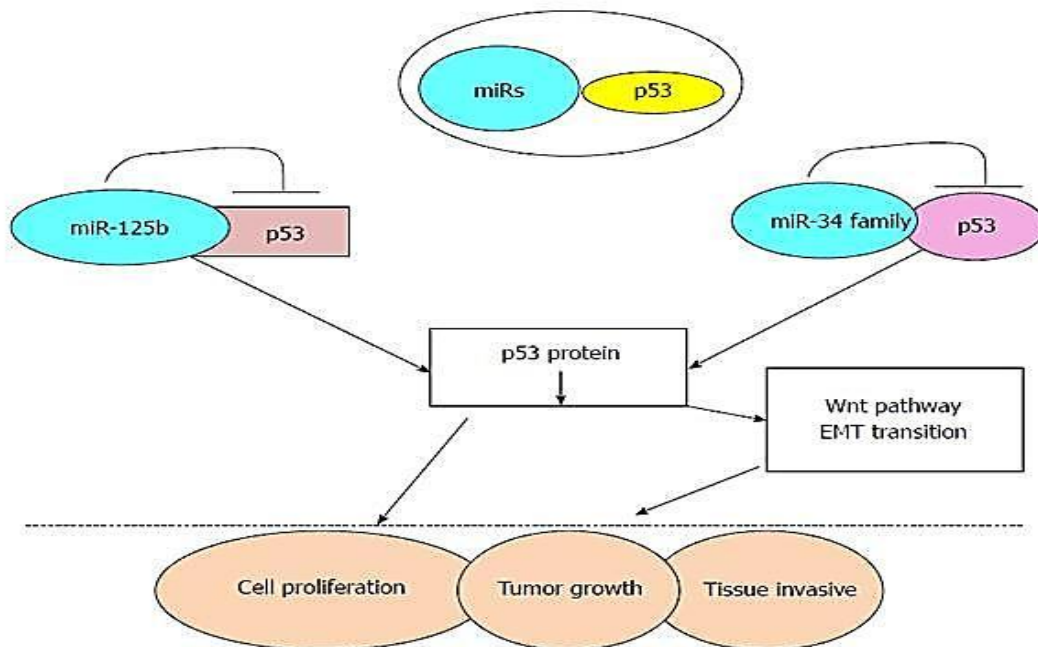 miRs
p53
miR-125b
p53
miR-34 family
p53
p53 protein
Wnt pathway
EMT transition
Cell proliferation
Tumor growth
Tissue invasive